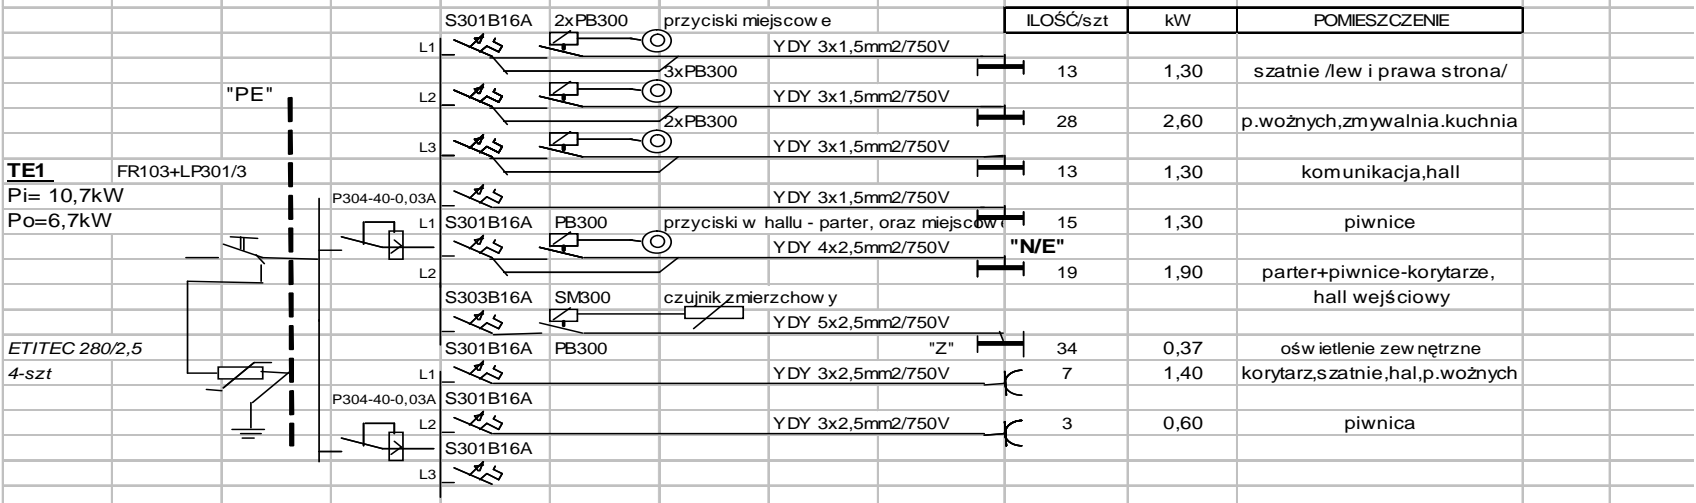 S301B16A 2xPB300 przyciski miejscowe ILOŚĆ/szt kW POMIESZCZENIE
L1 YDY 3x1,5mm2/750V
3xPB300 13 1,30 szatnie /lew i prawa strona/
"PE" L2 YDY 3x1,5mm2/750V
2xPB300 28 2,60 p.wożnych,zmywalnia.kuchnia
L3 YDY 3x1,5mm2/750V
TE1 FR103+LP301/3 13 1,30 komunikacja,hall
Pi= 10,7kW P304-40-0,03A YDY 3x1,5mm2/750V
Po=6,7kW L1 S301B16A PB300 przyciski w hallu - parter, oraz miejscow 15 1,30 piwnice
YDY 4x2,5mm2/750V "N/E"
L2 19 1,90 parter+piwnice-korytarze,
S303B16A SM300 czujnik zmierzchowy hall wejściowy
YDY 5x2,5mm2/750V
ETITEC 280/2,5 S301B16A PB300 "Z" 34 0,37 oświetlenie zewnętrzne
4-szt L1 YDY 3x2,5mm2/750V 7 1,40 korytarz,szatnie,hal,p.wożnych
P304-40-0,03A S301B16A
L2 YDY 3x2,5mm2/750V 3 0,60 piwnica
S301B16A
L3